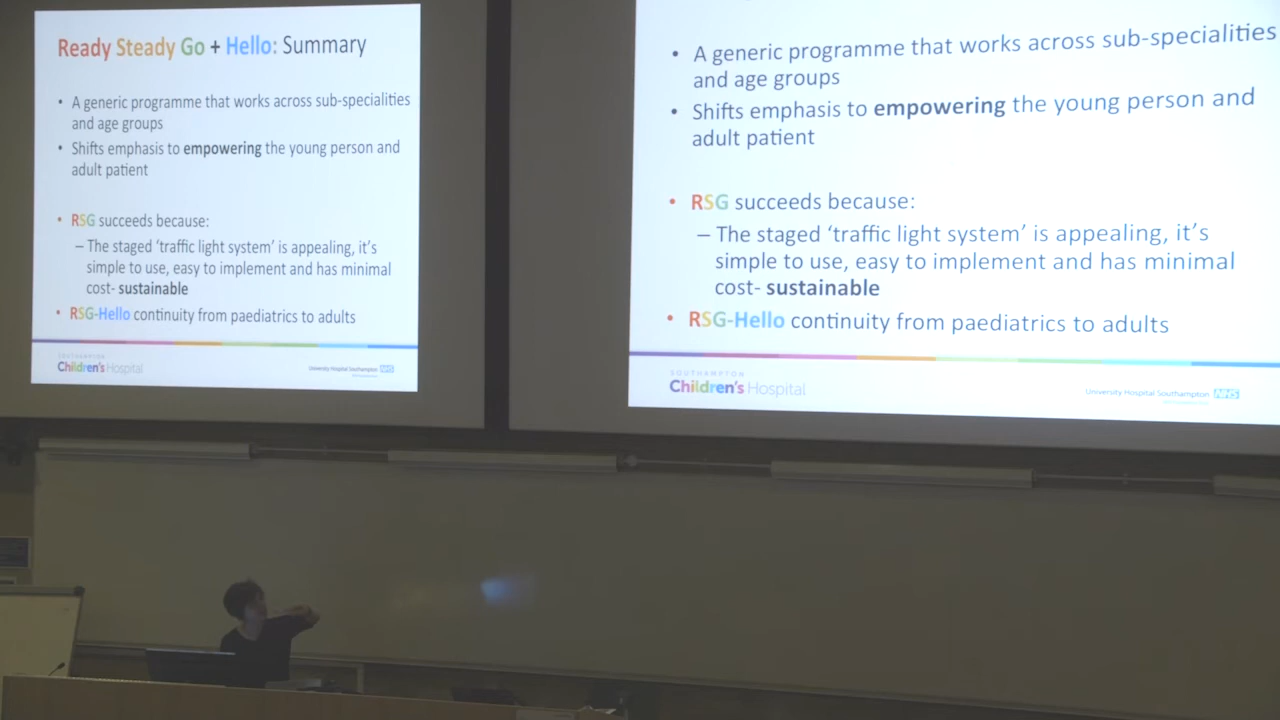 Ready Steady Go + Hello: Summary
• A generic programme that works across sub-specialities
and age groups
• Shifts emphasis to empowering the young person and
adult patient
• RSG succeeds because:
– The staged ‘traffic light system’ is appealing, it’s
simple to use, easy to implement and has minimal
cost- sustainable
• RSG-Hello continuity from paediatrics to adults
SOUTHAMPTON
Children's Hospital
University Hospital Southampton NHS
• A generic programme that works across sub-specialities
and age groups
• Shifts emphasis to empowering the young person and
adult patient
• RSG succeeds because:
– The staged ‘traffic light system’ is appealing, it’s
simple to use, easy to implement and has minimal
cost- sustainable
• RSG-Hello continuity from paediatrics to adults
SOUTHAMPTON
Children's Hospital
University Hospital Southampton NHS